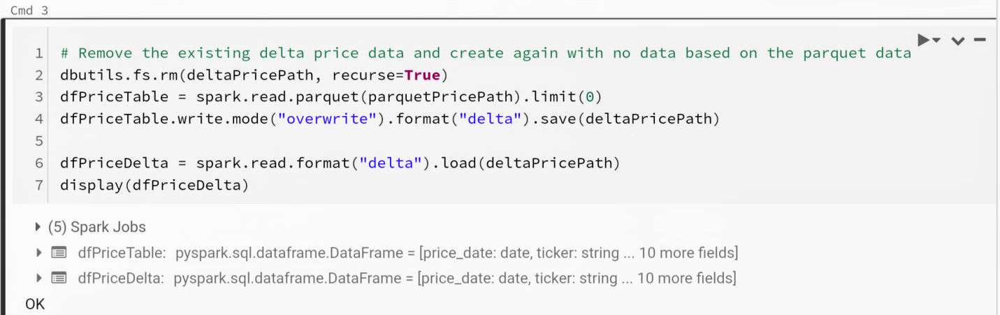 Cmd 3
1 # Remove the existing delta price data and create again with no data based on the parquet data
2 dbutils.fs.rm(deltaPricePath, recurse=True)
3 dfPriceTable = spark.read.parquet(parquetPricePath).limit(0)
4 dfPriceTable.write.mode("overwrite").format("delta").save(deltaPricePath)
5
6 dfPriceDelta = spark.read.format("delta").load(deltaPricePath)
7 display(dfPriceDelta)
(5) Spark Jobs
dfPriceTable: pyspark.sql.dataframe.DataFrame = [price_date: date, ticker: string ... 10 more fields]
dfPriceDelta: pyspark.sql.dataframe.DataFrame = [price_date: date, ticker: string ... 10 more fields]
OK